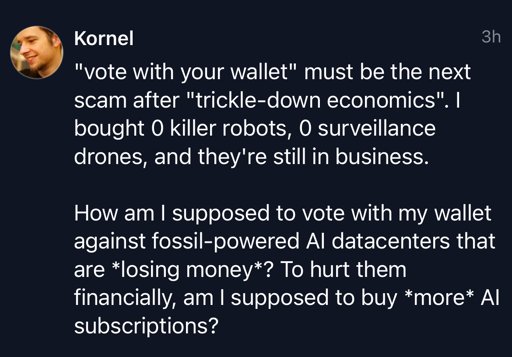 Kornel
3h
"vote with your wallet" must be the next
scam after "trickle-down economics". I
bought 0 killer robots, 0 surveillance
drones, and they're still in business.
How am I supposed to vote with my wallet
against fossil-powered AI datacenters that
are *losing money*? To hurt them
financially, am I supposed to buy *more* AI
subscriptions?